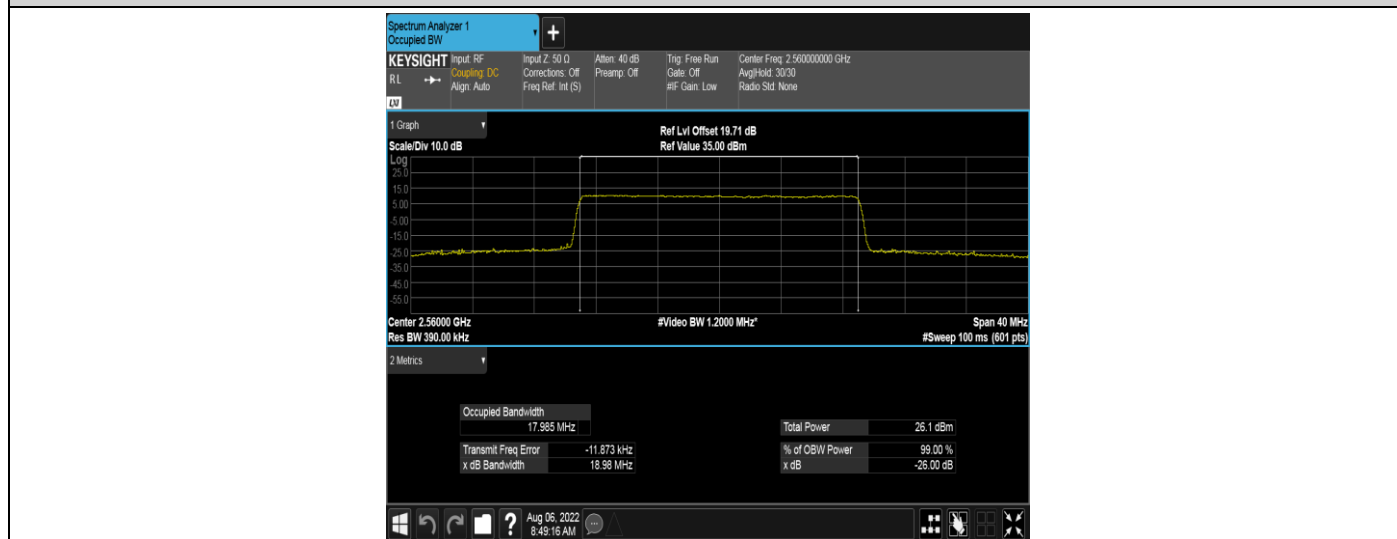 Spectrum Analyzer 1
Occupied BW
+
KEYSIGHT
RL
LXI
Input: RF
Coupling: DC
Align: Auto
Input Z: 50 Ω
Corrections: Off
Freq Ref: Int (S)
Atten: 40 dB
Preamp: Off
Trig: Free Run
Gate: Off
#IF Gain: Low
Center Freq: 2.560000000 GHz
Avg|Hold: 30/30
Radio Std: None
1 Graph
Scale/Div 10.0 dB
Ref Lvl Offset 19.71 dB
Ref Value 35.00 dBm
Log
25.0
15.0
5.00
-5.00
-15.0
-25.0
-35.0
-45.0
-55.0
Center 2.56000 GHz
#Video BW 1.2000 MHz*
Span 40 MHz
Res BW 390.00 kHz
#Sweep 100 ms (601 pts)
2 Metrics
Occupied Bandwidth
17.985 MHz
Total Power 26.1 dBm
Transmit Freq Error -11.873 kHz
% of OBW Power 99.00 %
x dB Bandwidth 18.98 MHz
x dB -26.00 dB
?
Aug 06, 2022
8:49:16 AM